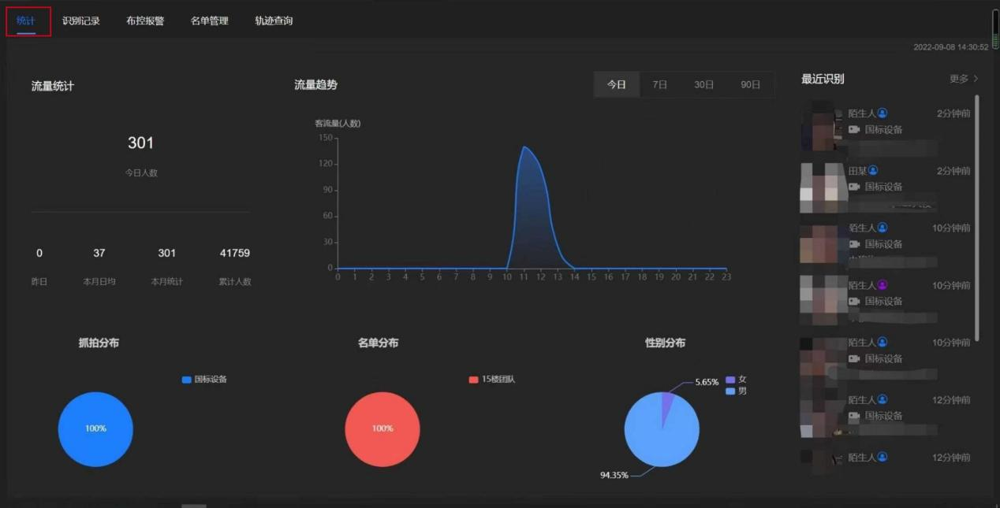 统计 识别记录 布控报警 名单管理 轨迹查询
2022-09-08 14:30:52
流量统计
301
今日人数
0 37 301 41759
昨日 本月日均 本月统计 累计人数
流量趋势
今日 7日 30日 90日
客流量(人数)
150
120
90
60
30
0
0 1 2 3 4 5 6 7 8 9 10 11 12 13 14 15 16 17 18 19 20 21 22 23
最近识别 更多
陌生人 2分钟前
国标设备
田某 2分钟前
国标设备
陌生人 10分钟前
国标设备
陌生人 10分钟前
国标设备
陌生人 10分钟前
国标设备
陌生人 12分钟前
国标设备
陌生人 12分钟前
抓拍分布
国标设备
100%
名单分布
15楼团队
100%
性别分布
5.65%
女
男
94.35%